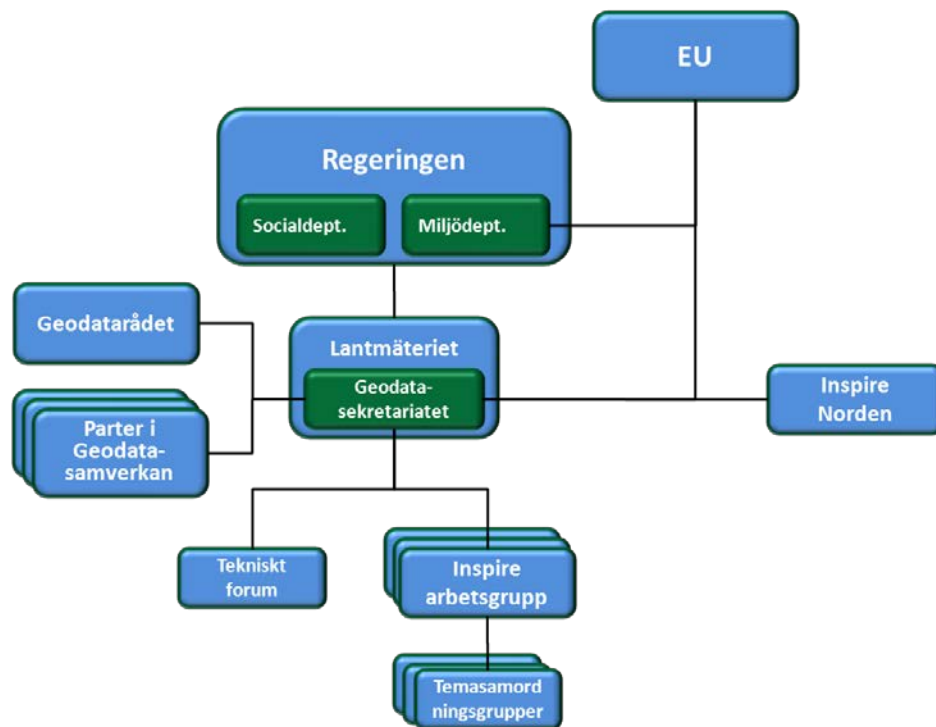 EU
Regeringen
Socialdept.
Miljödept.
Geodatarådet
Lantmäteriet
Geodata-
sekretariatet
Inspire
Norden
Parter i
Geodata-
samverkan
Tekniskt
forum
Inspire
arbetsgrupp
Temasamord
ningsgrupper